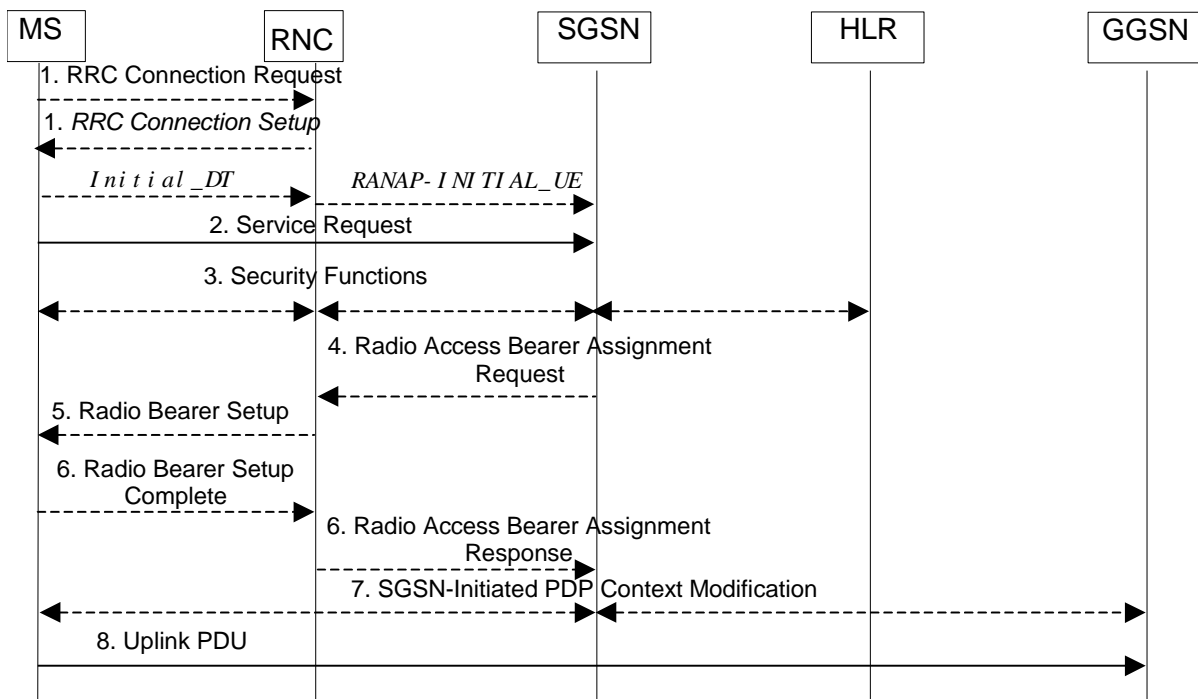 MS
RNC
SGSN
HLR
GGSN
1. RRC Connection Request
1. RRC Connection Setup
Initial_DT
RANAP-INITIAL_UE
2. Service Request
3. Security Functions
4. Radio Access Bearer Assignment
Request
5. Radio Bearer Setup
6. Radio Bearer Setup
Complete
6. Radio Access Bearer Assignment
Response
7. SGSN-Initiated PDP Context Modification
8. Uplink PDU